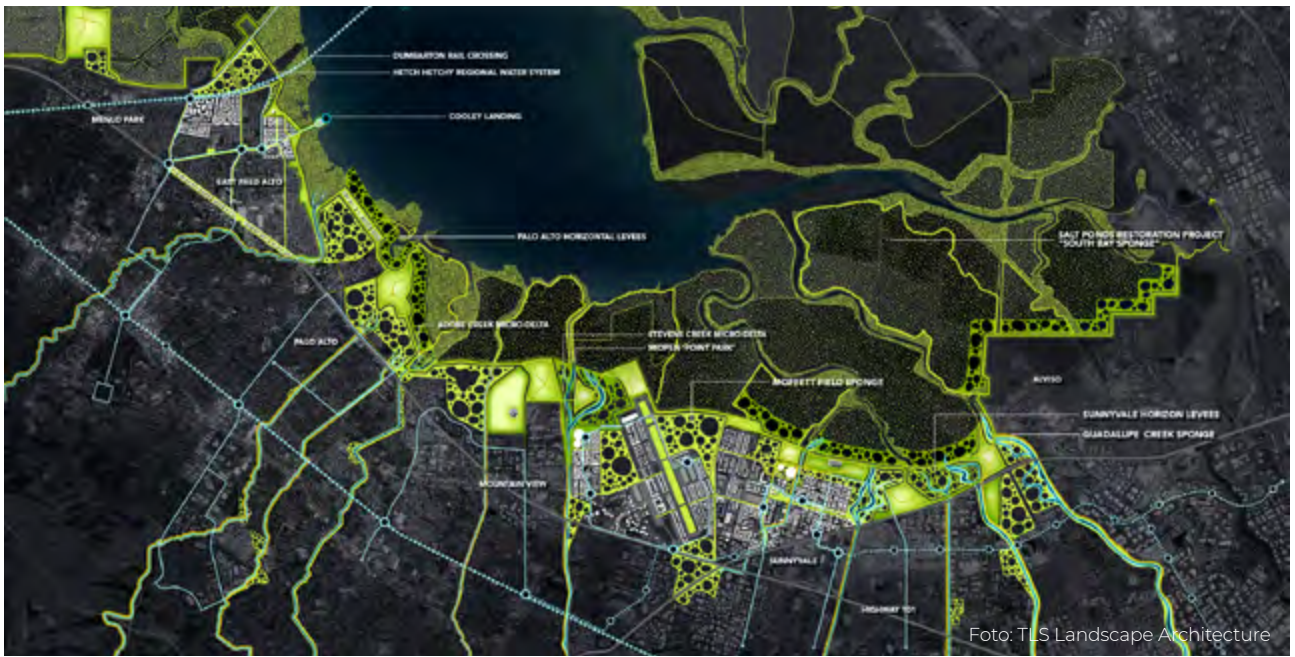 DUMBARTON RAIL CROSSING
HETCH HETCHY REGIONAL WATER SYSTEM
COOLEY LANDING
MENLO PARK
EAST PALO ALTO
PALO ALTO HORIZONTAL LEVEES
SALT PONDS RESTORATION PROJECT
"SOUTH BAY SPONGE"
ADOBE CREEK MICRO-DELTA
STEVENS CREEK MICRO-DELTA
PALO ALTO
MOFFETT FIELD SPONGE
ALVISO
SUNNYVALE HORIZON LEVEES
GUADALUPE CREEK SPONGE
MOUNTAIN VIEW
SUNNYVALE
HIGHWAY 101
Foto: TLS Landscape Architecture